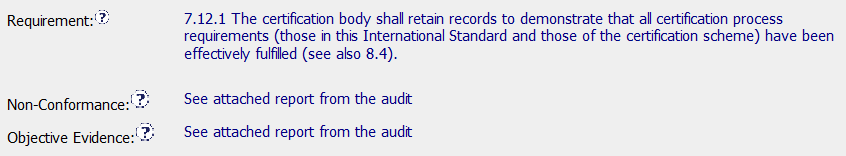 Requirement:? 7.12.1 The certification body shall retain records to demonstrate that all certification process
requirements (those in this International Standard and those of the certification scheme) have been
effectively fulfilled (see also 8.4).
Non-Conformance:? See attached report from the audit
Objective Evidence:? See attached report from the audit